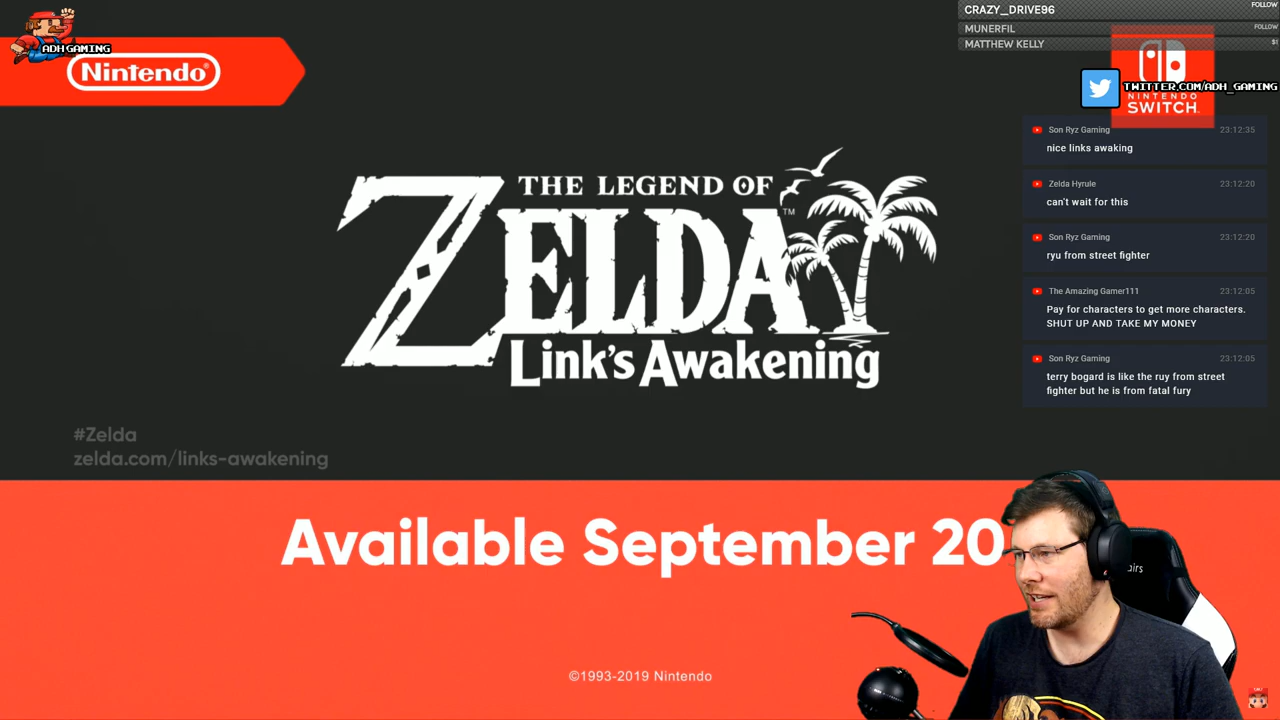 CRAZY_DRIVE96
FOLLOW
MUNERFIL
FOLLOW
MATTHEW KELLY
$1
ADH GAMING
Nintendo®
TWITTER.COM/ADH_GAMING
NINTENDO
SWITCH
THE LEGEND OF
ZELDA™
Link's Awakening
Son Ryz Gaming 23:12:35
nice links awaking
Zelda Hyrule 23:12:20
can't wait for this
Son Ryz Gaming 23:12:20
ryu from street fighter
The Amazing Gamer111 23:12:05
Pay for characters to get more characters.
SHUT UP AND TAKE MY MONEY
Son Ryz Gaming 23:12:05
terry bogard is like the ruy from street
fighter but he is from fatal fury
#Zelda
zelda.com/links-awakening
Available September 20
©1993-2019 Nintendo
airs